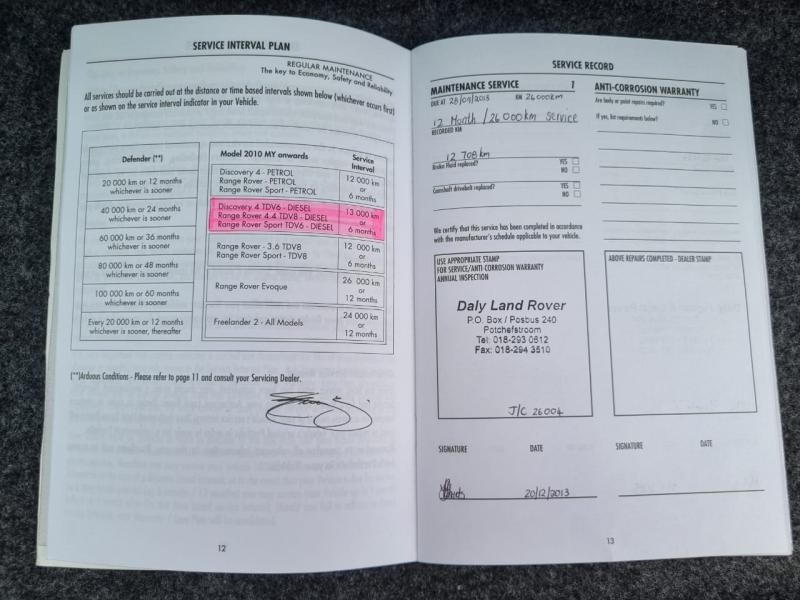 SERVICE INTERVAL PLAN
REGULAR MAINTENANCE
The key to Economy, Safety and Reliability
All services should be carried out at the distance or time based intervals shown below (whichever occurs first)
or as shown on the service interval indicator in your Vehicle.
Defender (**)
20 000 km or 12 months
whichever is sooner
40 000 km or 24 months
whichever is sooner
60 000 km or 36 months
whichever is sooner
80 000 km or 48 months
whichever is sooner
100 000 km or 60 months
whichever is sooner
Every 20 000 km or 12 months
whichever is sooner, thereafter
Model 2010 MY onwards
Service
Interval
Discovery 4 - PETROL
Range Rover - PETROL
Range Rover Sport - PETROL
12 000 km
or
6 months
Discovery 4 TDV6 - DIESEL
Range Rover 4.4 TDV8 - DIESEL
Range Rover Sport TDV6 - DIESEL
13 000 km
or
6 months
Range Rover - 3.6 TDV8
Range Rover Sport - TDV8
12 000 km
or
6 months
Range Rover Evoque
26 000 km
or
12 months
Freelander 2 - All Models
24 000 km
or
12 months
(**)Arduous Conditions - Please refer to page 11 and consult your Servicing Dealer.
12
SERVICE RECORD
MAINTENANCE SERVICE 1
DUE AT 28/09/2013 KM 26000km
12 Month / 26 000km Service
RECORDED KM
12 708 km
Brake Fluid replaced? YES
NO
Camshaft drivebelt replaced? YES
NO
We certify that this service has been completed in accordance
with the manufacturer's schedule applicable to your vehicle.
USE APPROPRIATE STAMP
FOR SERVICE/ANTI CORROSION WARRANTY
ANNUAL INSPECTION
Daly Land Rover
P.O. Box / Posbus 240
Potchefstroom
Tel: 018-293 0612
Fax: 018-294 3510
J/C 26004
SIGNATURE DATE
20/12/2013
ANTI-CORROSION WARRANTY
Are body or paint repairs required? YES
If yes, list requirements below? NO
ABOVE REPAIRS COMPLETED - DEALER STAMP
SIGNATURE DATE
13